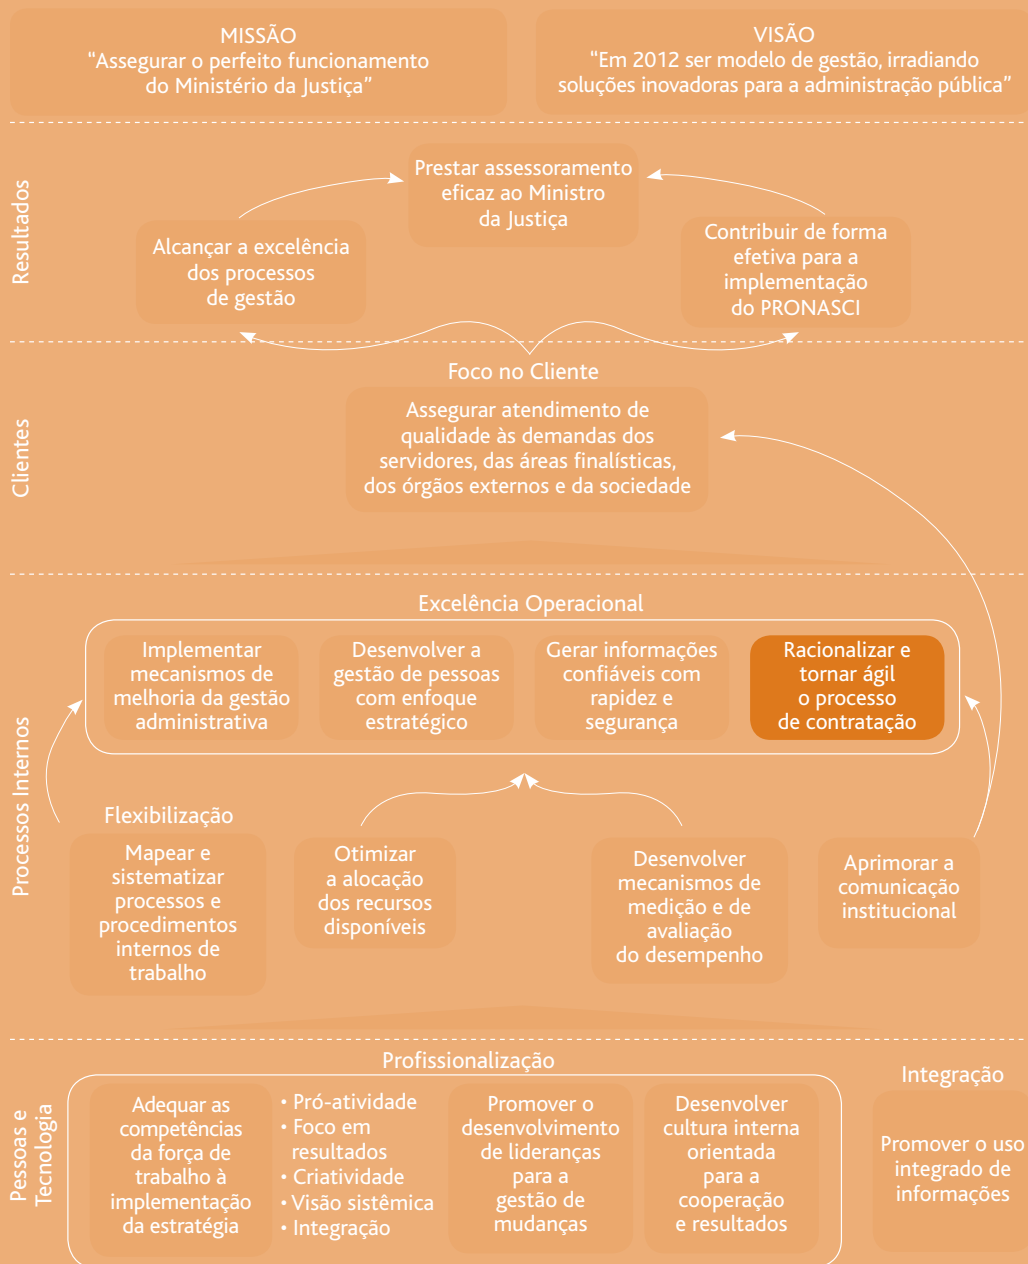 MISSÃO
“Assegurar o perfeito funcionamento
do Ministério da Justiça”
VISÃO
“Em 2012 ser modelo de gestão, irradiando
soluções inovadoras para a administração pública”
Resultados
Prestar assessoramento
eficaz ao Ministro
da Justiça
Alcançar a excelência
dos processos
de gestão
Contribuir de forma
efetiva para a
implementação
do PRONASCI
Clientes
Foco no Cliente
Assegurar atendimento de
qualidade às demandas dos
servidores, das áreas finalísticas,
dos órgãos externos e da sociedade
Processos Internos
Excelência Operacional
Implementar
mecanismos de
melhoria da gestão
administrativa
Desenvolver a
gestão de pessoas
com enfoque
estratégico
Gerar informações
confiáveis com
rapidez e
segurança
Racionalizar e
tornar ágil
o processo
de contratação
Flexibilização
Mapear e
sistematizar
processos e
procedimentos
internos de
trabalho
Otimizar
a alocação
dos recursos
disponíveis
Desenvolver
mecanismos de
medição e de
avaliação
do desempenho
Aprimorar a
comunicação
institucional
Pessoas e
Tecnologia
Profissionalização
Adequar as
competências
da força de
trabalho à
implementação
da estratégia
• Pró-atividade
• Foco em
resultados
• Criatividade
• Visão sistêmica
• Integração
Promover o
desenvolvimento
de lideranças
para a
gestão de
mudanças
Desenvolver
cultura interna
orientada
para a
cooperação
e resultados
Integração
Promover o uso
integrado de
informações